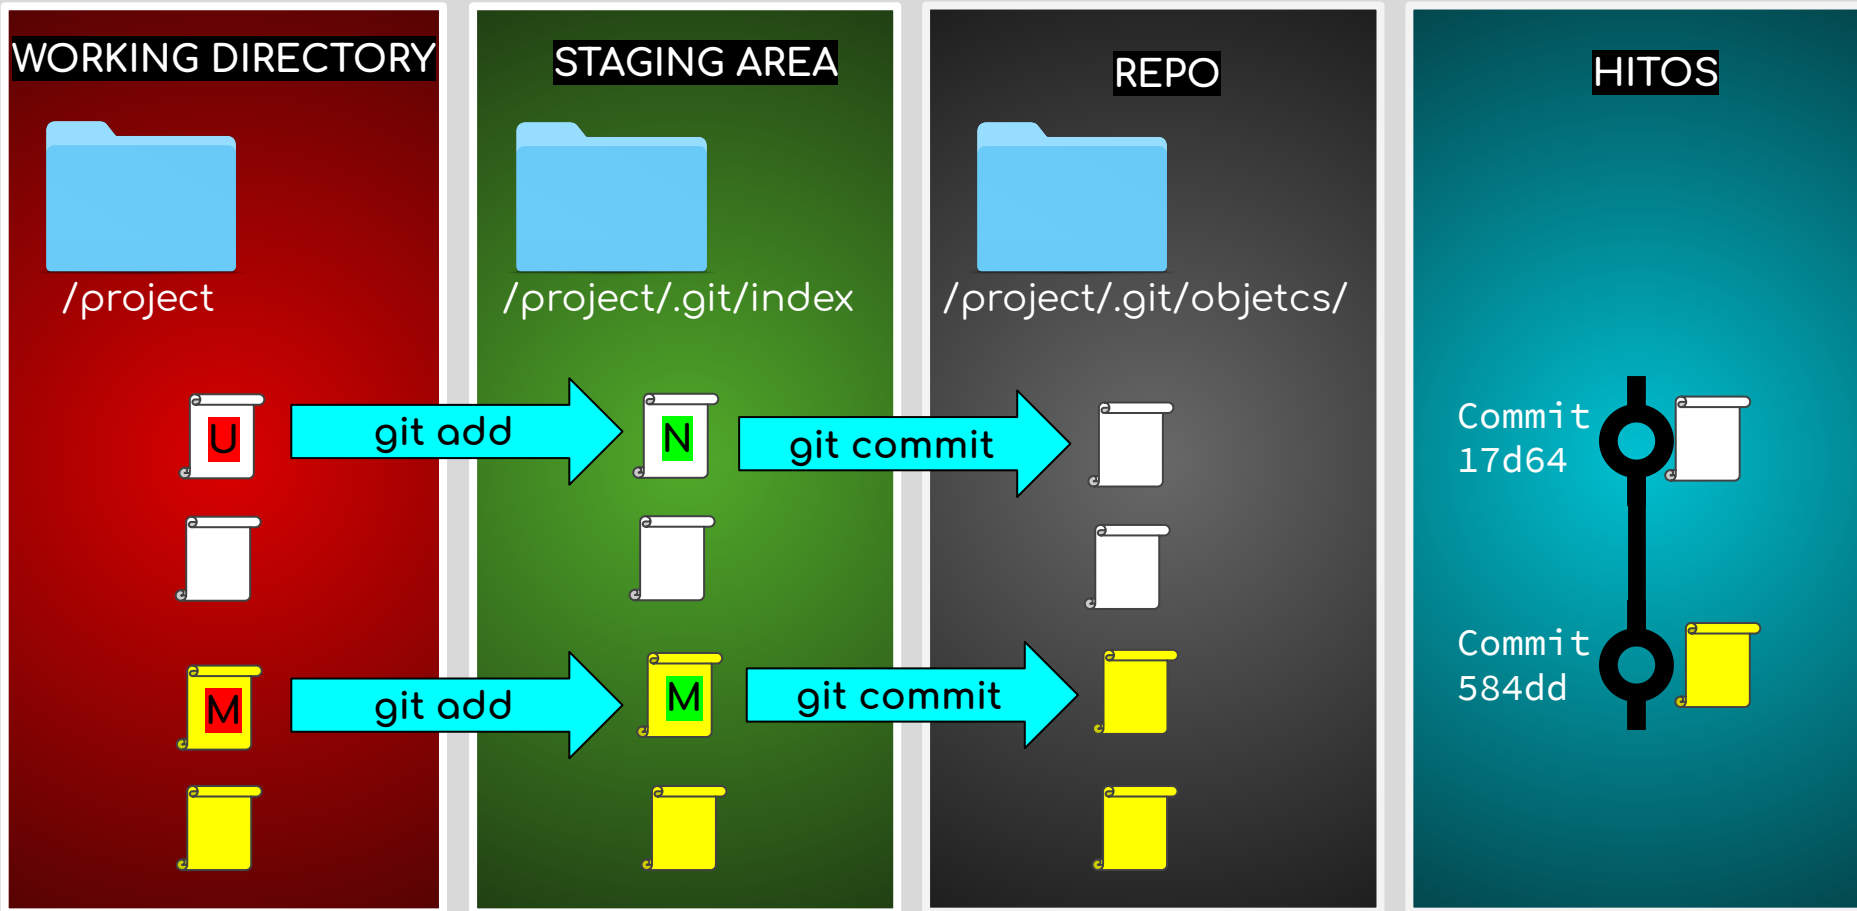 WORKING DIRECTORY
STAGING AREA
REPO
HITOS
/project
/project/.git/index
/project/.git/objetcs/
U
git add
N
git commit
Commit
17d64
M
git add
M
git commit
Commit
584dd